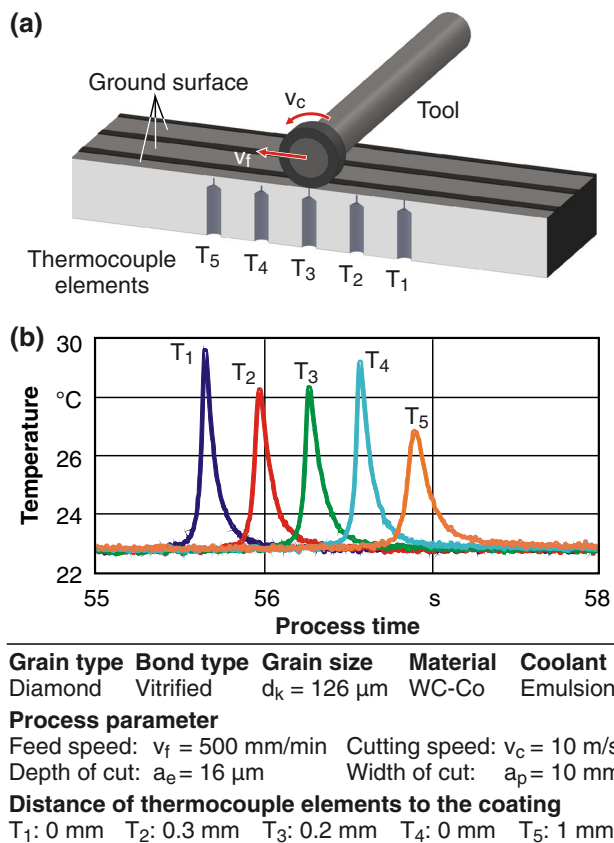 (a)
Ground surface
v_c
Tool
v_f
Thermocouple
elements
T_5 T_4 T_3 T_2 T_1
(b)
30
°C
26
24
22
Temperature
T_1
T_2
T_3
T_4
T_5
55 56 s 58
Process time
Grain type Bond type Grain size Material Coolant
Diamond Vitrified d_k = 126 µm WC-Co Emulsion
Process parameter
Feed speed: v_f = 500 mm/min Cutting speed: v_c = 10 m/s
Depth of cut: a_e = 16 µm Width of cut: a_p = 10 mm
Distance of thermocouple elements to the coating
T_1: 0 mm T_2: 0.3 mm T_3: 0.2 mm T_4: 0 mm T_5: 1 mm